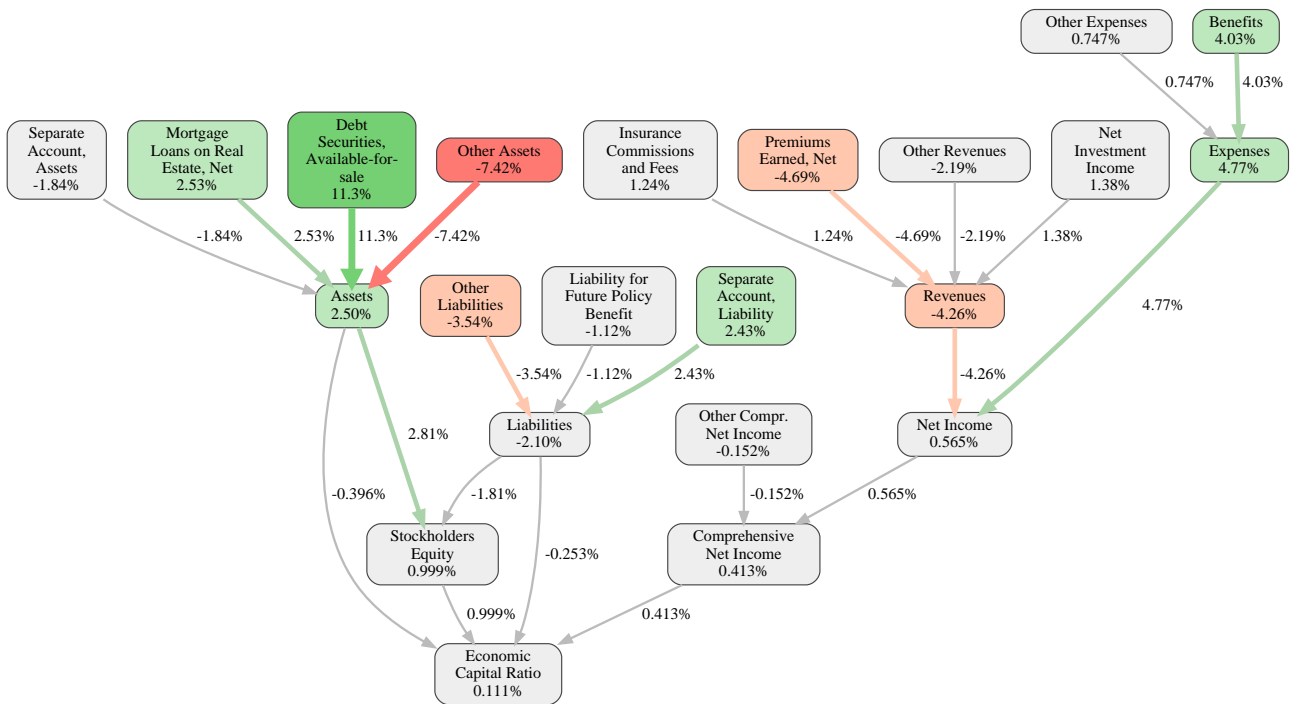 Other Expenses
0.747%
Benefits
4.03%
0.747%
4.03%
Separate
Account,
Assets
-1.84%
Mortgage
Loans on Real
Estate, Net
2.53%
Debt
Securities,
Available-for-
sale
11.3%
Other Assets
-7.42%
Insurance
Commissions
and Fees
1.24%
Premiums
Earned, Net
-4.69%
Other Revenues
-2.19%
Net
Investment
Income
1.38%
Expenses
4.77%
-1.84%
2.53%
11.3%
-7.42%
1.24%
-4.69%
-2.19%
1.38%
Assets
2.50%
Other
Liabilities
-3.54%
Liability for
Future Policy
Benefit
-1.12%
Separate
Account,
Liability
2.43%
Revenues
-4.26%
4.77%
-3.54%
-1.12%
2.43%
-4.26%
2.81%
Liabilities
-2.10%
Other Compr.
Net Income
-0.152%
Net Income
0.565%
-0.396%
-1.81%
-0.152%
0.565%
Stockholders
Equity
0.999%
-0.253%
Comprehensive
Net Income
0.413%
0.999%
0.413%
Economic
Capital Ratio
0.111%